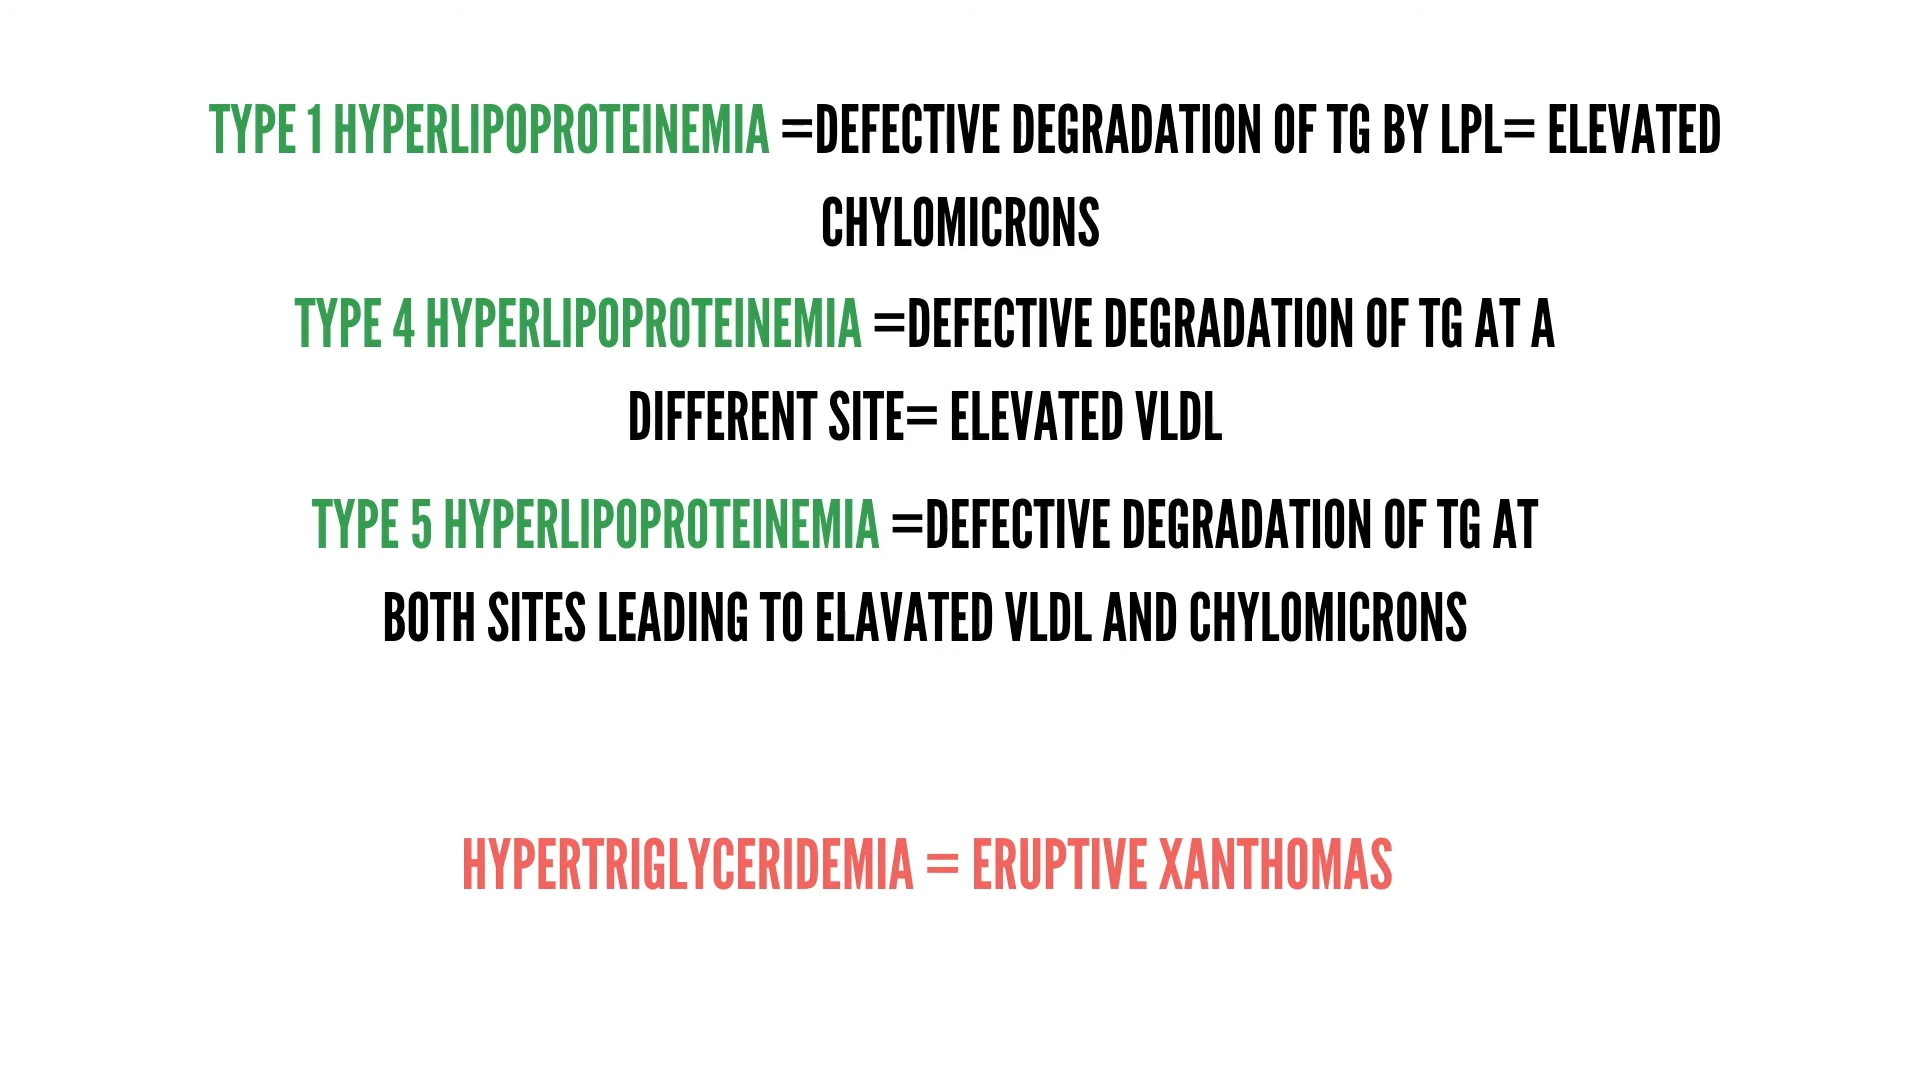 TYPE 1 HYPERLIPOPROTEINEMIA =DEFECTIVE DEGRADATION OF TG BY LPL= ELEVATED
CHYLOMICRONS
TYPE 4 HYPERLIPOPROTEINEMIA =DEFECTIVE DEGRADATION OF TG AT A
DIFFERENT SITE= ELEVATED VLDL
TYPE 5 HYPERLIPOPROTEINEMIA =DEFECTIVE DEGRADATION OF TG AT
BOTH SITES LEADING TO ELAVATED VLDL AND CHYLOMICRONS
HYPERTRIGLYCERIDEMIA = ERUPTIVE XANTHOMAS